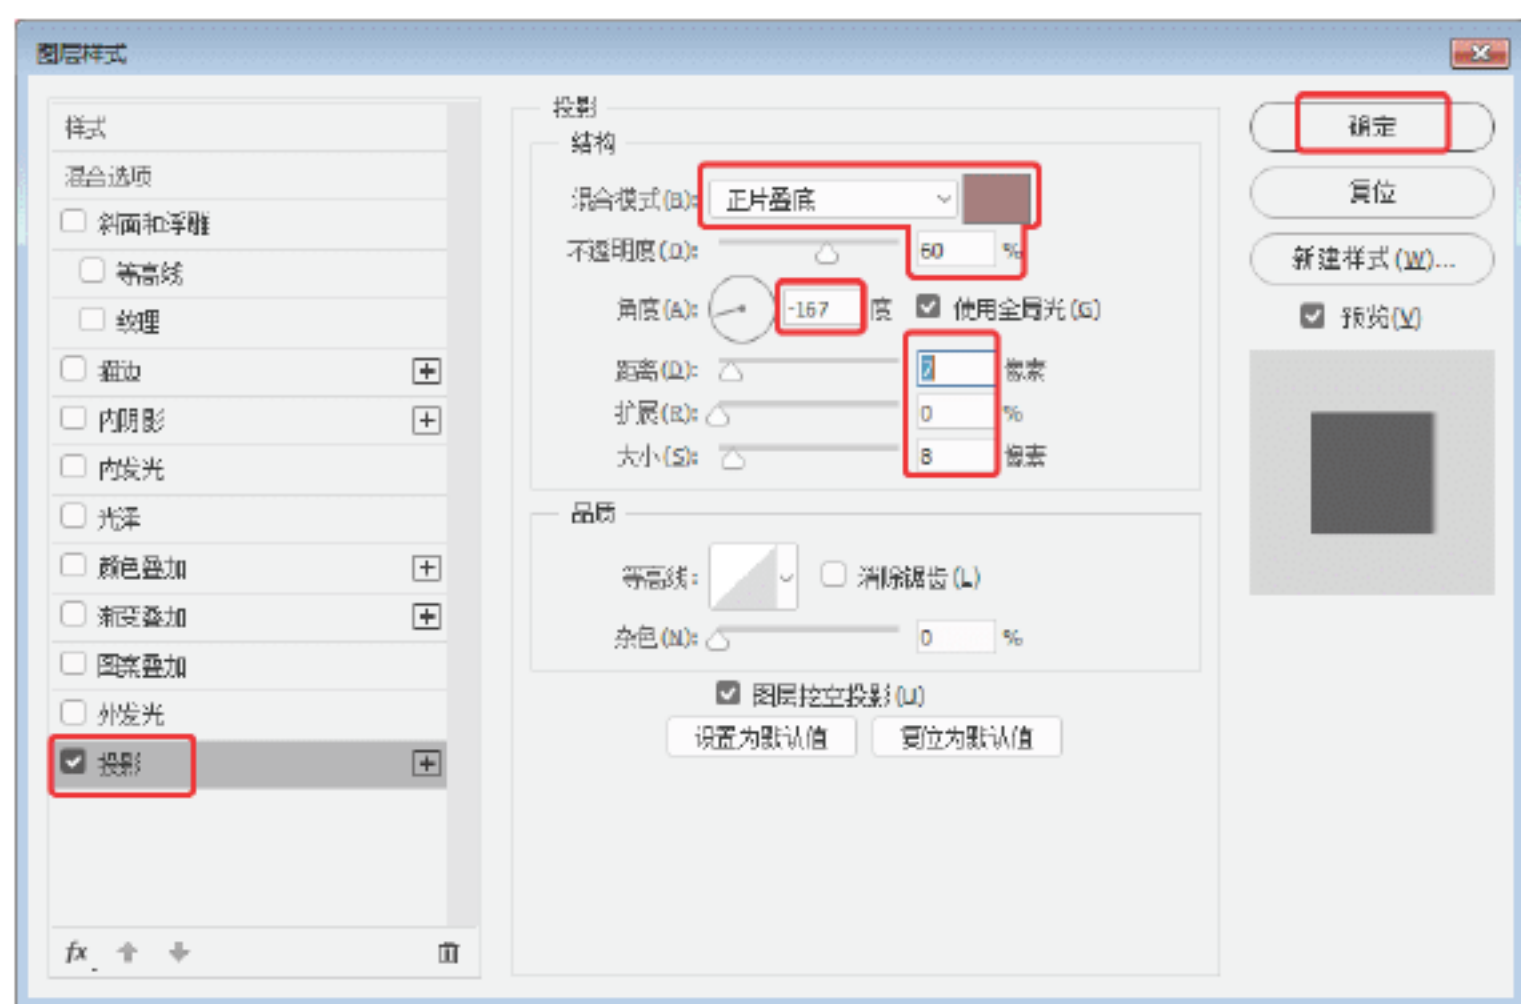 图层样式
样式
混合选项
斜面和浮雕
等高线
纹理
描边
内阴影
内发光
光泽
颜色叠加
渐变叠加
图案叠加
外发光
投影
fx
投影
结构
混合模式(B): 正片叠底
不透明度(O): 60 %
角度(A): -167 度 使用全局光(G)
距离(D): 7 像素
扩展(R): 0 %
大小(S): 8 像素
品质
等高线: 消除锯齿(L)
杂色(N): 0 %
图层挖空投影(U)
设置为默认值 复位为默认值
确定
复位
新建样式(W)...
预览(V)